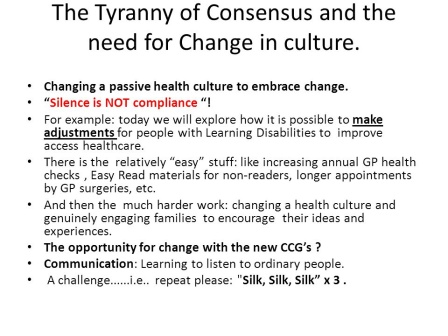 The Tyranny of Consensus and the
need for Change in culture.
• Changing a passive health culture to embrace change.
• “Silence is NOT compliance “!
• For example: today we will explore how it is possible to make
adjustments for people with Learning Disabilities to improve
access healthcare.
• There is the relatively “easy” stuff: like increasing annual GP health
checks , Easy Read materials for non-readers, longer appointments
by GP surgeries, etc.
• And then the much harder work: changing a health culture and
genuinely engaging families to encourage their ideas and
experiences.
• The opportunity for change with the new CCG’s ?
• Communication: Learning to listen to ordinary people.
• A challenge......i.e.. repeat please: "Silk, Silk, Silk” x 3 .